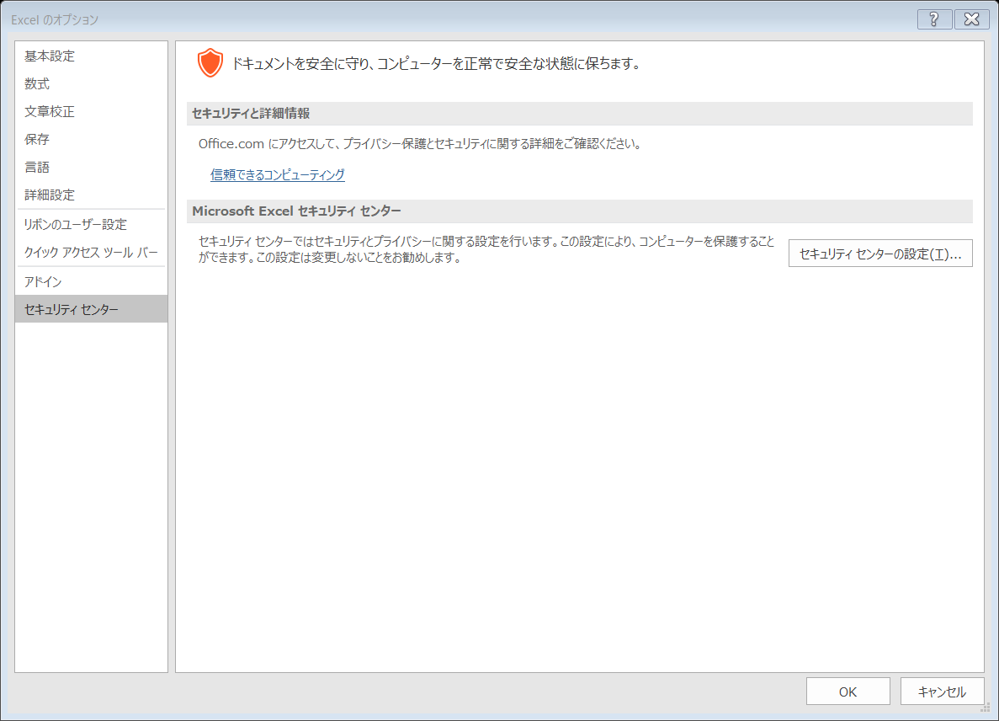 Excel のオプション
基本設定
数式
文章校正
保存
言語
詳細設定
リボンのユーザー設定
クイック アクセス ツール バー
アドイン
セキュリティ センター
ドキュメントを安全に守り、コンピューターを正常で安全な状態に保ちます。
セキュリティと詳細情報
Office.com にアクセスして、プライバシー保護とセキュリティに関する詳細をご確認ください。
信頼できるコンピューティング
Microsoft Excel セキュリティ センター
セキュリティ センターではセキュリティとプライバシーに関する設定を行います。この設定により、コンピューターを保護すること
ができます。この設定は変更しないことをお勧めします。
セキュリティ センターの設定(T)...
OK
キャンセル